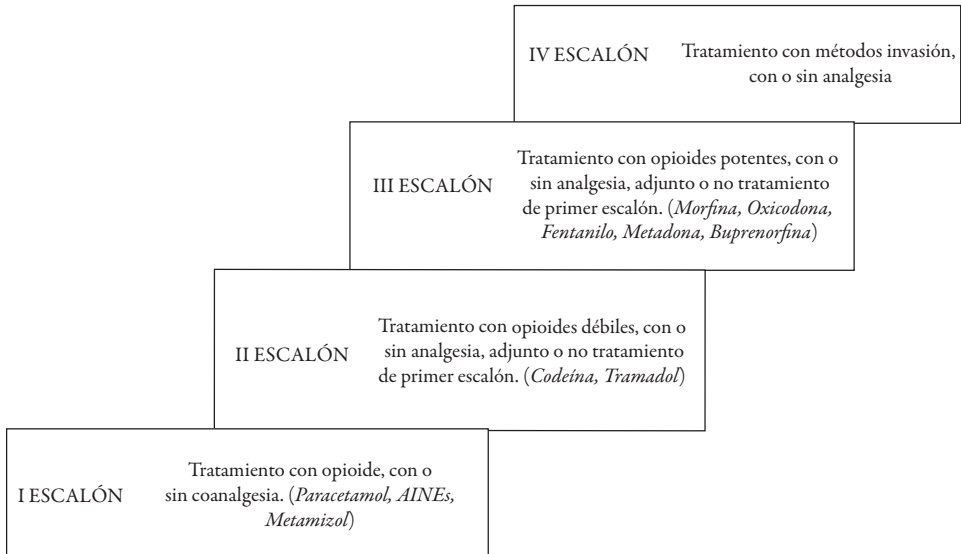 IV ESCALÓN
Tratamiento con métodos invasión,
con o sin analgesia
III ESCALÓN
Tratamiento con opioides potentes, con o
sin analgesia, adjunto o no tratamiento
de primer escalón. (Morfina, Oxicodona,
Fentanilo, Metadona, Buprenorfina)
II ESCALÓN
Tratamiento con opioides débiles, con o
sin analgesia, adjunto o no tratamiento
de primer escalón. (Codeína, Tramadol)
I ESCALÓN
Tratamiento con opioide, con o
sin coanalgesia. (Paracetamol, AINEs,
Metamizol)